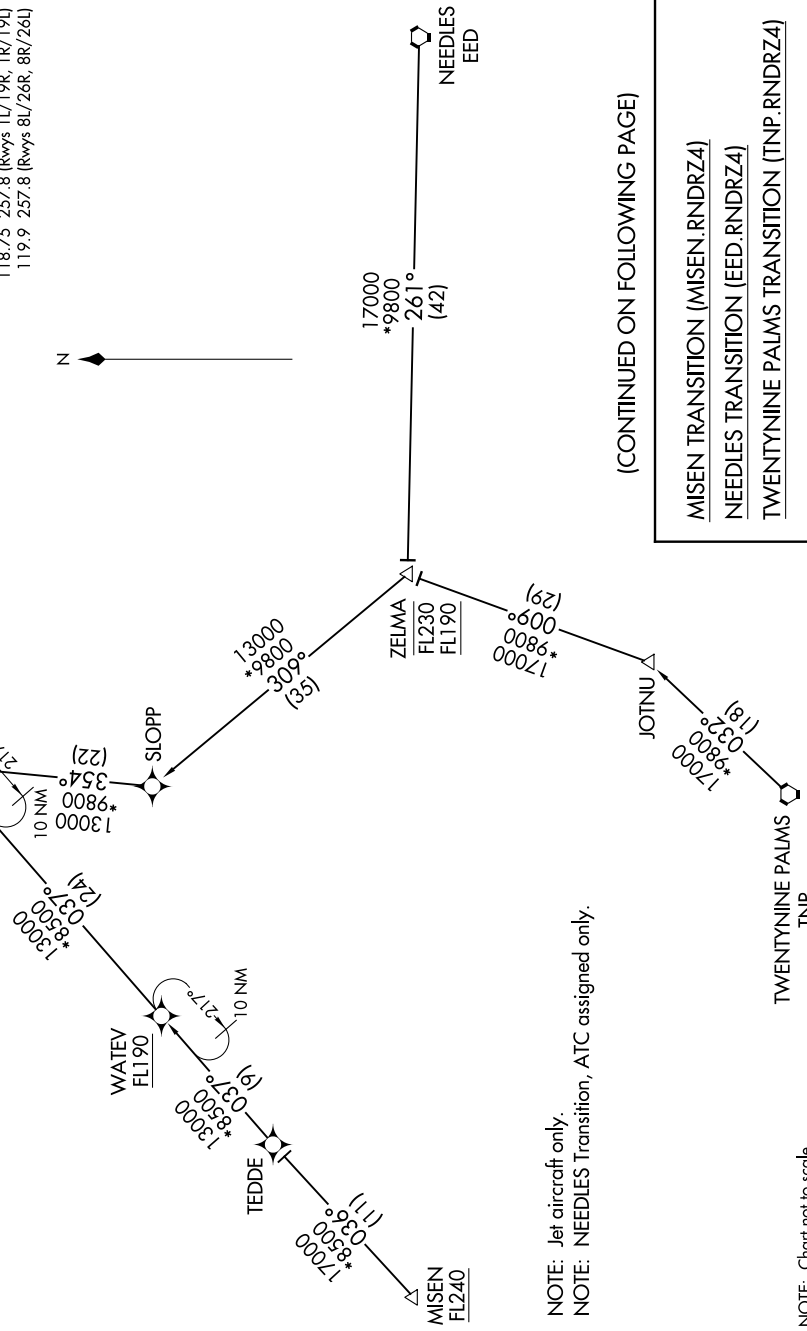 118.75 257.8 (Rwys 1L/19R, 1R/19L)
119.9 257.8 (Rwys 8L/26R, 8R/26L)
N
NEEDLES
EED
17000
*9800
261°
(42)
ZELMA
FL230
FL190
13000
*9800
309°
(35)
SLOPP
13000
*9800
354°
(22)
10 NM
13000
*8500
037°
(24)
WATEV
FL190
217°
10 NM
13000
*8500
037°
(9)
TEDDE
17000
*8500
036°
(11)
MISEN
FL240
17000
*9800
009°
(29)
JOTNU
17000
*9800
032°
(18)
TWENTYNINE PALMS
TNP
(CONTINUED ON FOLLOWING PAGE)
MISEN TRANSITION (MISEN.RNDRZ4)
NEEDLES TRANSITION (EED.RNDRZ4)
TWENTYNINE PALMS TRANSITION (TNP.RNDRZ4)
NOTE: Jet aircraft only.
NOTE: NEEDLES Transition, ATC assigned only.
NOTE: Chart not to scale.